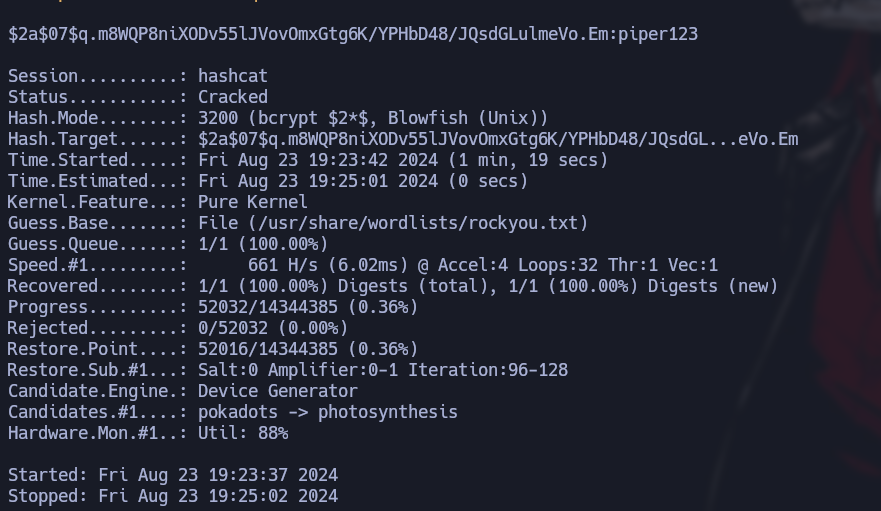 $2a$07$q.m8WQP8niXODv55lJVovOmxGtg6K/YPHbD48/JQsdGLulmeVo.Em:piper123
Session..........: hashcat
Status...........: Cracked
Hash.Mode........: 3200 (bcrypt $2*$, Blowfish (Unix))
Hash.Target......: $2a$07$q.m8WQP8niXODv55lJVovOmxGtg6K/YPHbD48/JQsdGL...eVo.Em
Time.Started.....: Fri Aug 23 19:23:42 2024 (1 min, 19 secs)
Time.Estimated...: Fri Aug 23 19:25:01 2024 (0 secs)
Kernel.Feature...: Pure Kernel
Guess.Base.......: File (/usr/share/wordlists/rockyou.txt)
Guess.Queue......: 1/1 (100.00%)
Speed.#1.........:      661 H/s (6.02ms) @ Accel:4 Loops:32 Thr:1 Vec:1
Recovered........: 1/1 (100.00%) Digests (total), 1/1 (100.00%) Digests (new)
Progress.........: 52032/14344385 (0.36%)
Rejected.........: 0/52032 (0.00%)
Restore.Point....: 52016/14344385 (0.36%)
Restore.Sub.#1...: Salt:0 Amplifier:0-1 Iteration:96-128
Candidate.Engine.: Device Generator
Candidates.#1....: pokadots -> photosynthesis
Hardware.Mon.#1..: Util: 88%
Started: Fri Aug 23 19:23:37 2024
Stopped: Fri Aug 23 19:25:02 2024